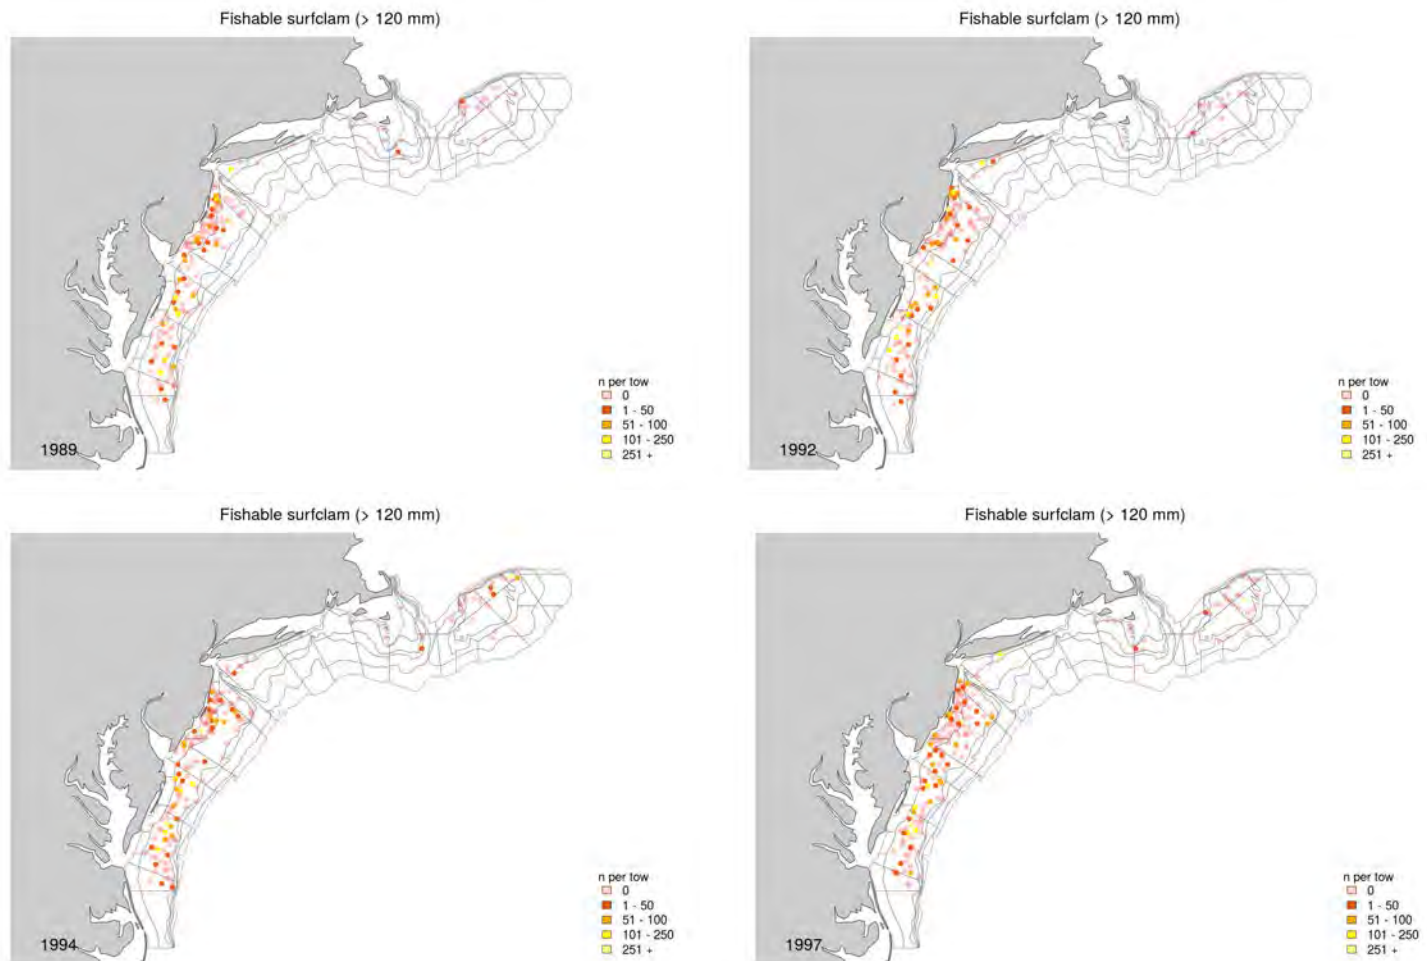 Fishable surfclam (> 120 mm)
n per tow
0
1 - 50
51 - 100
101 - 250
251 +
1989
Fishable surfclam (> 120 mm)
n per tow
0
1 - 50
51 - 100
101 - 250
251 +
1992
Fishable surfclam (> 120 mm)
n per tow
0
1 - 50
51 - 100
101 - 250
251 +
1994
Fishable surfclam (> 120 mm)
n per tow
0
1 - 50
51 - 100
101 - 250
251 +
1997